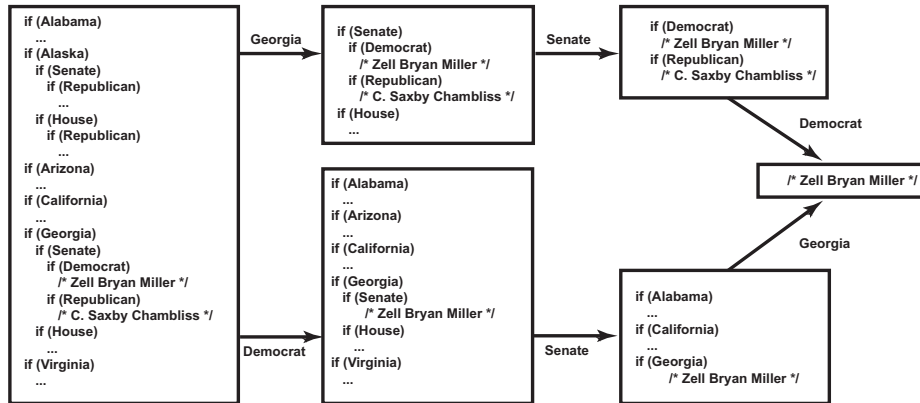 if (Alabama)
...
if (Alaska)
if (Senate)
if (Republican)
...
if (House)
if (Republican)
...
if (Arizona)
...
if (California)
...
if (Georgia)
if (Senate)
if (Democrat)
/* Zell Bryan Miller */
if (Republican)
/* C. Saxby Chambliss */
if (House)
...
if (Virginia)
...
Georgia
if (Senate)
if (Democrat)
/* Zell Bryan Miller */
if (Republican)
/* C. Saxby Chambliss */
if (House)
...
Senate
if (Democrat)
/* Zell Bryan Miller */
if (Republican)
/* C. Saxby Chambliss */
Democrat
/* Zell Bryan Miller */
Democrat
if (Alabama)
...
if (Arizona)
...
if (California)
...
if (Georgia)
if (Senate)
/* Zell Bryan Miller */
if (House)
...
if (Virginia)
...
Senate
if (Alabama)
...
if (California)
...
if (Georgia)
/* Zell Bryan Miller */
Georgia